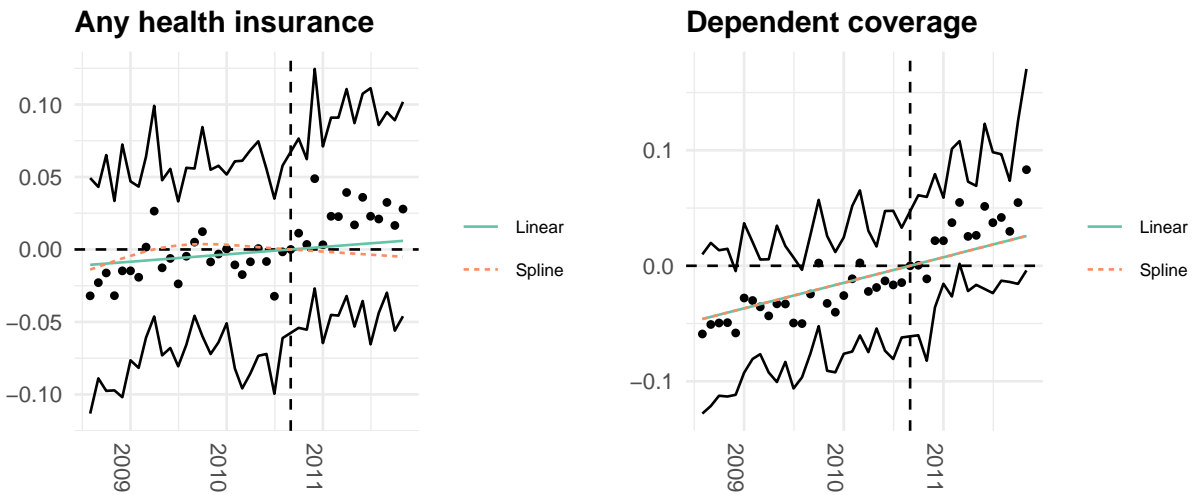 Any health insurance
0.10
0.05
0.00
−0.05
−0.10
2009
2010
2011
Linear
Spline
Dependent coverage
0.1
0.0
−0.1
2009
2010
2011
Linear
Spline